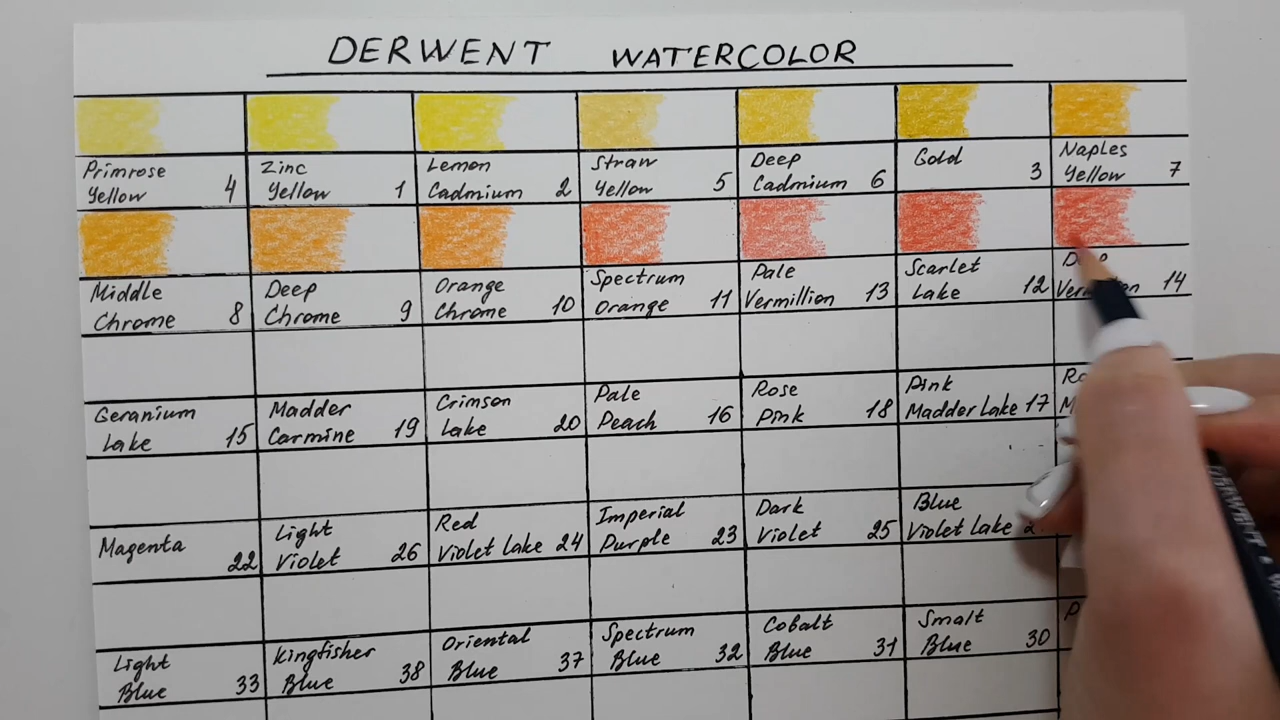 DERWENT WATERCOLOR
Primrose
Yellow 4
Zinc
Yellow 1
Lemon
Cadmium 2
Straw
Yellow 5
Deep
Cadmium 6
Gold 3
Naples
Yellow 7
Middle
Chrome 8
Deep
Chrome 9
Orange
Chrome 10
Spectrum
Orange 11
Pale
Vermillion 13
Scarlet
Lake 12
14
Geranium
Lake 15
Madder
Carmine 19
Crimson
Lake 20
Pale
Peach 16
Rose
Pink 18
Pink
Madder Lake 17
Magenta 22
Light
Violet 26
Red
Violet Lake 24
Imperial
Purple 23
Dark
Violet 25
Blue
Violet Lake
Light
Blue 33
Kingfisher
Blue 38
Oriental
Blue 37
Spectrum
Blue 32
Cobalt
Blue 31
Smalt
Blue 30
DERWENT